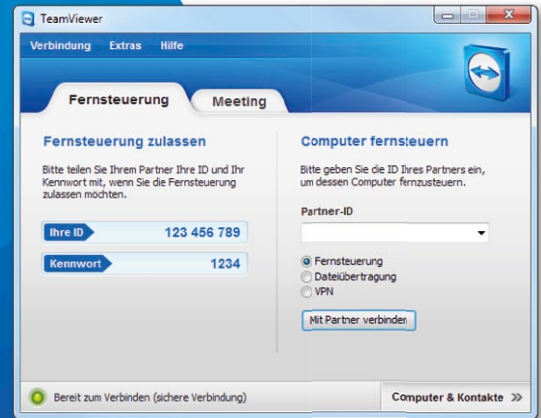 TeamViewer
Verbindung Extras Hilfe
Fernsteuerung Meeting
Fernsteuerung zulassen
Bitte teilen Sie Ihrem Partner Ihre ID und Ihr
Kennwort mit, wenn Sie die Fernsteuerung
zulassen möchten.
Ihre ID 123 456 789
Kennwort 1234
Computer fernsteuern
Bitte geben Sie die ID Ihres Partners ein,
um dessen Computer fernzusteuern.
Partner-ID
Fernsteuerung
Dateiübertragung
VPN
Mit Partner verbinden
Bereit zum Verbinden (sichere Verbindung)
Computer & Kontakte >>